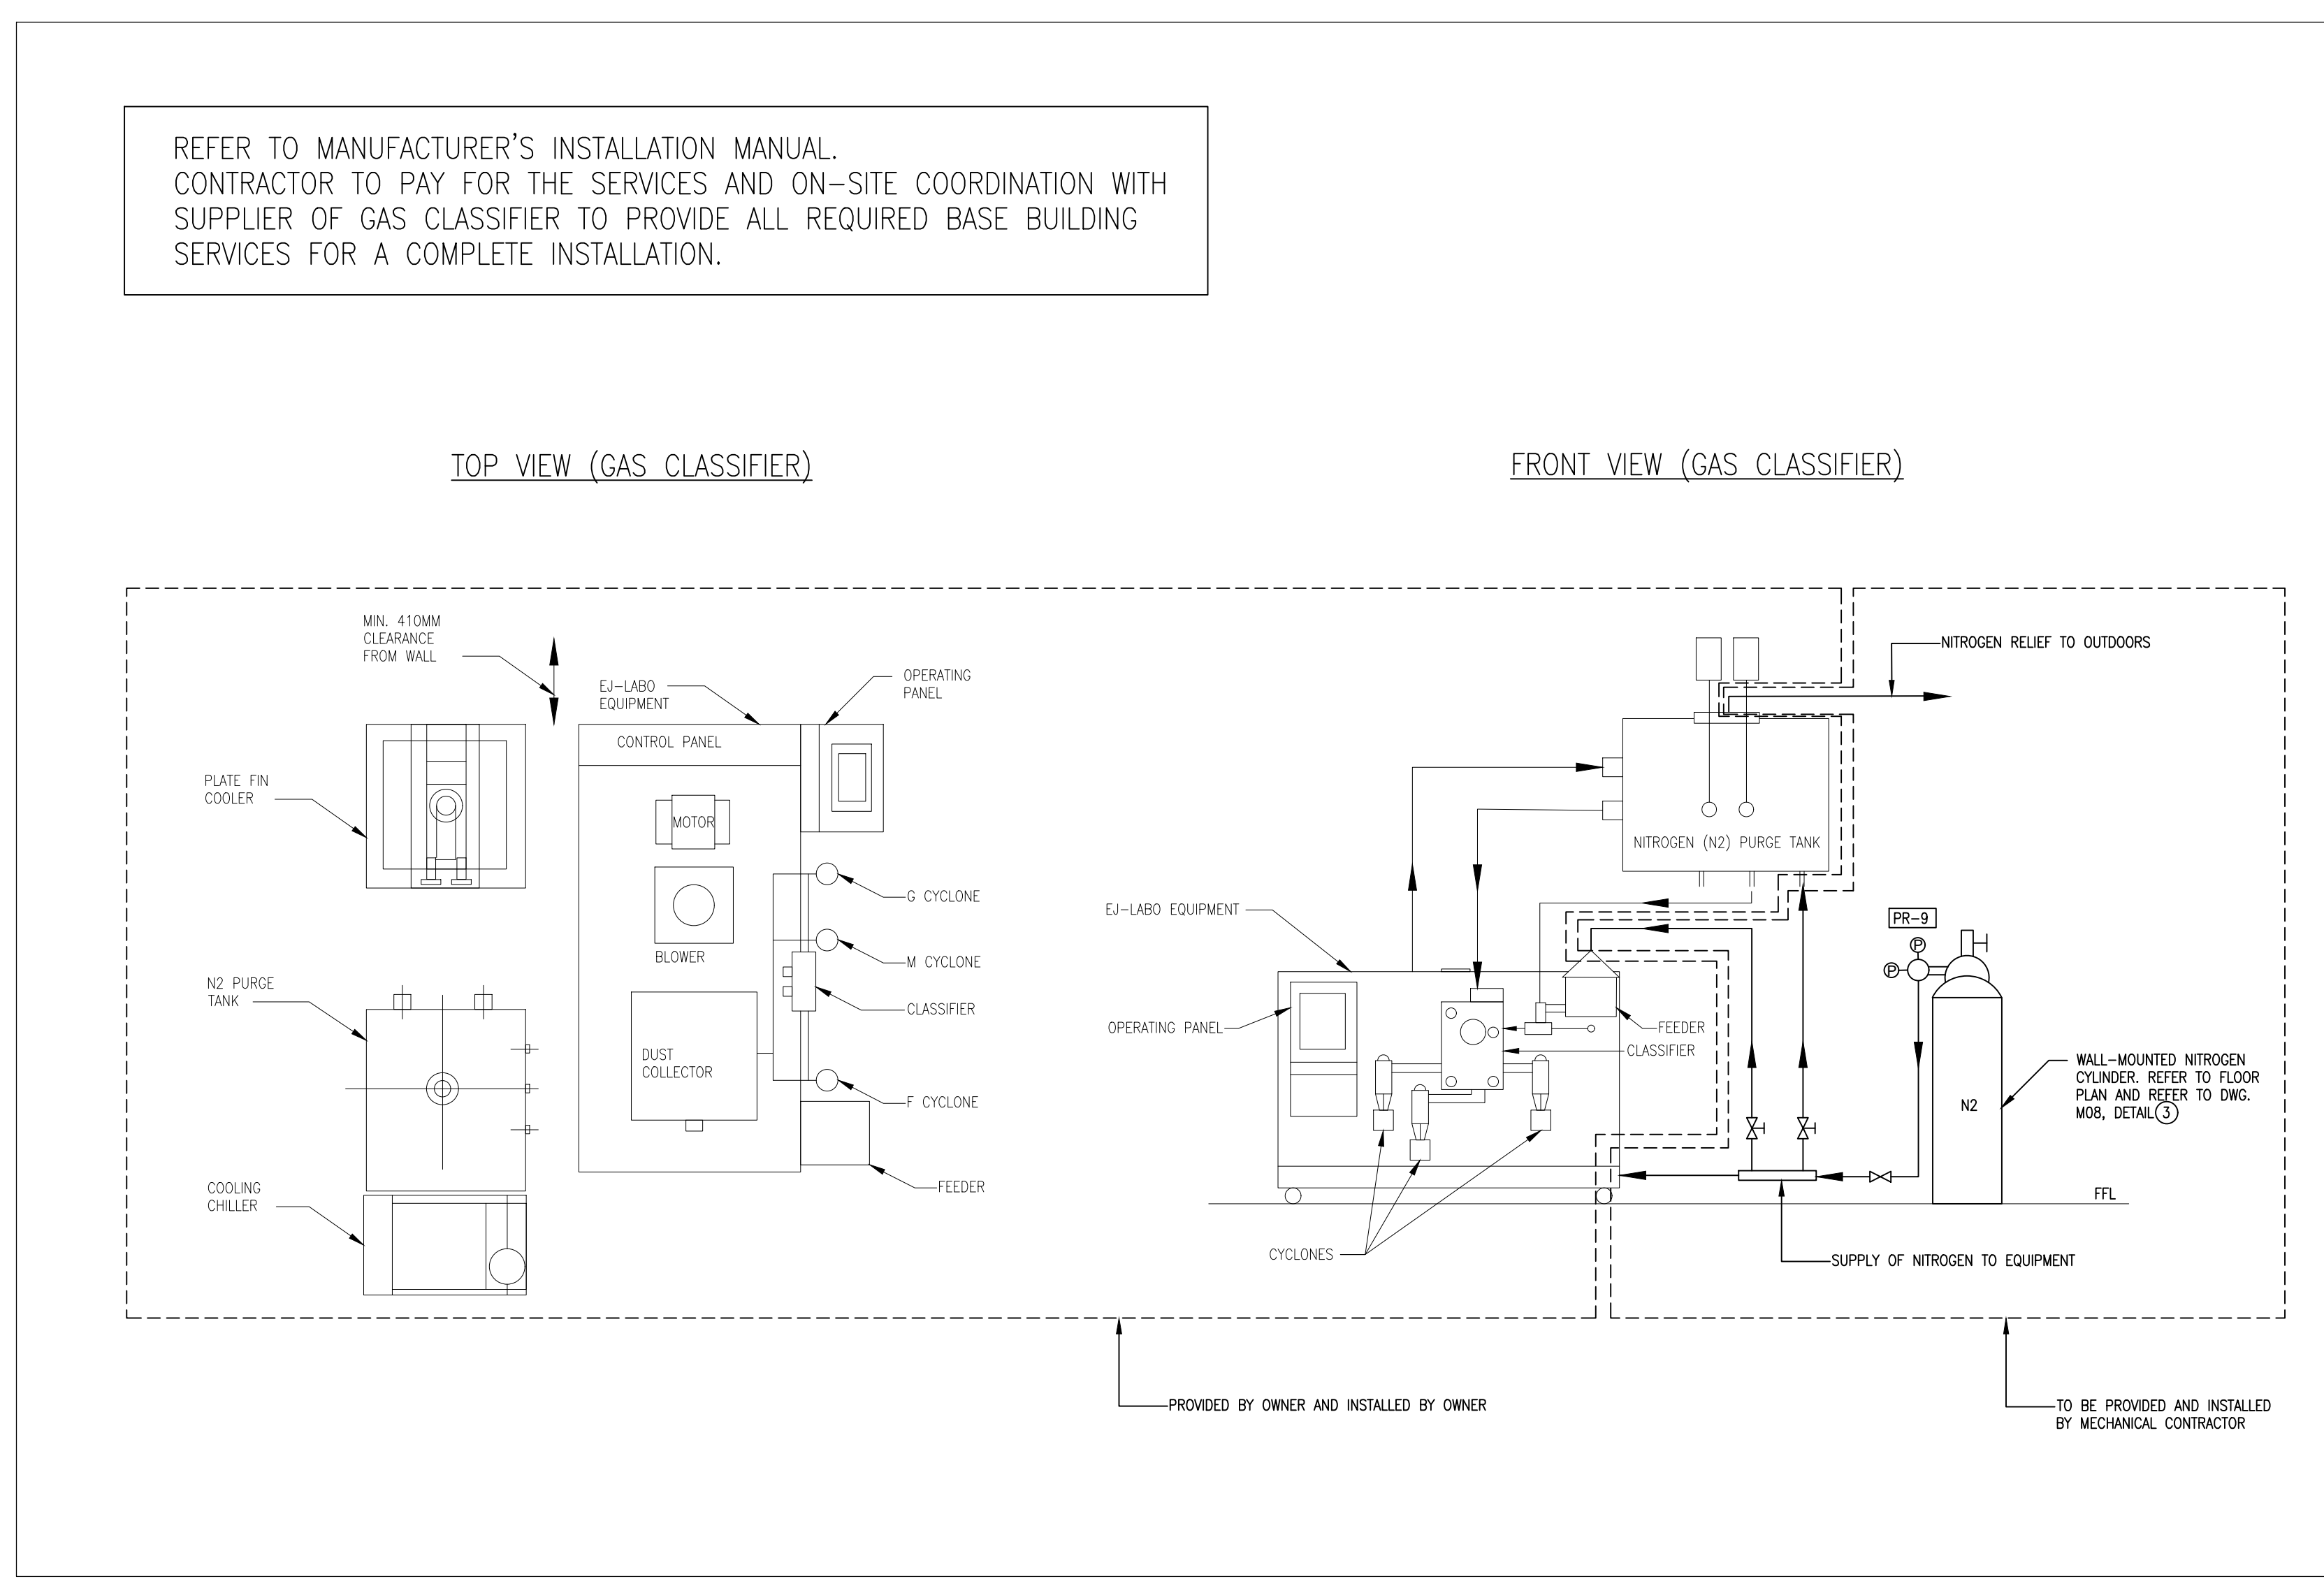 REFER TO MANUFACTURER'S INSTALLATION MANUAL.
CONTRACTOR TO PAY FOR THE SERVICES AND ON-SITE COORDINATION WITH
SUPPLIER OF GAS CLASSIFIER TO PROVIDE ALL REQUIRED BASE BUILDING
SERVICES FOR A COMPLETE INSTALLATION.
TOP VIEW (GAS CLASSIFIER)
MIN. 410MM
CLEARANCE
FROM WALL
EJ-LABO
EQUIPMENT
OPERATING
PANEL
CONTROL PANEL
PLATE FIN
COOLER
MOTOR
G CYCLONE
BLOWER
M CYCLONE
N2 PURGE
TANK
CLASSIFIER
DUST
COLLECTOR
F CYCLONE
COOLING
CHILLER
FEEDER
FRONT VIEW (GAS CLASSIFIER)
NITROGEN RELIEF TO OUTDOORS
NITROGEN (N2) PURGE TANK
EJ-LABO EQUIPMENT
PR-9
P
P
OPERATING PANEL
FEEDER
CLASSIFIER
N2
WALL-MOUNTED NITROGEN
CYLINDER. REFER TO FLOOR
PLAN AND REFER TO DWG.
M08, DETAIL 3
FFL
CYCLONES
SUPPLY OF NITROGEN TO EQUIPMENT
PROVIDED BY OWNER AND INSTALLED BY OWNER
TO BE PROVIDED AND INSTALLED
BY MECHANICAL CONTRACTOR